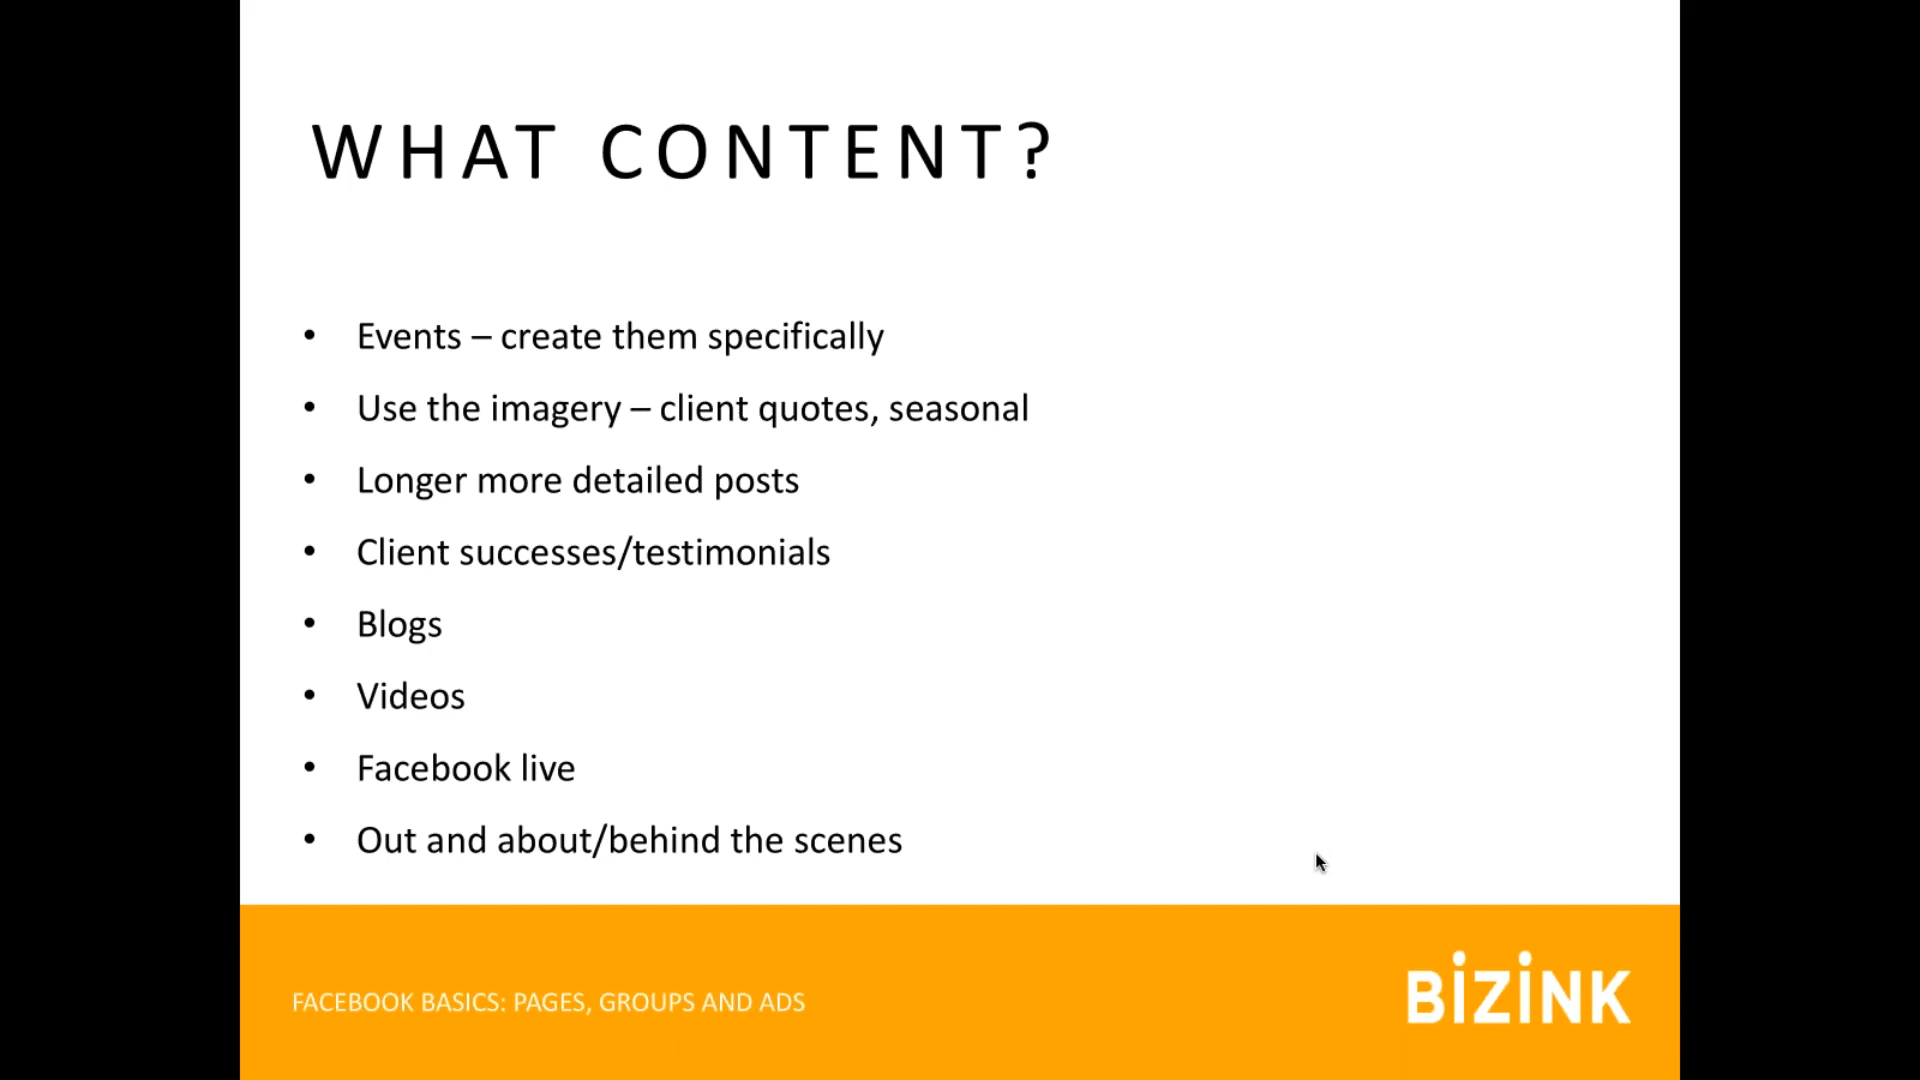 WHAT CONTENT?
• Events – create them specifically
• Use the imagery – client quotes, seasonal
• Longer more detailed posts
• Client successes/testimonials
• Blogs
• Videos
• Facebook live
• Out and about/behind the scenes
FACEBOOK BASICS: PAGES, GROUPS AND ADS
BiZiNK